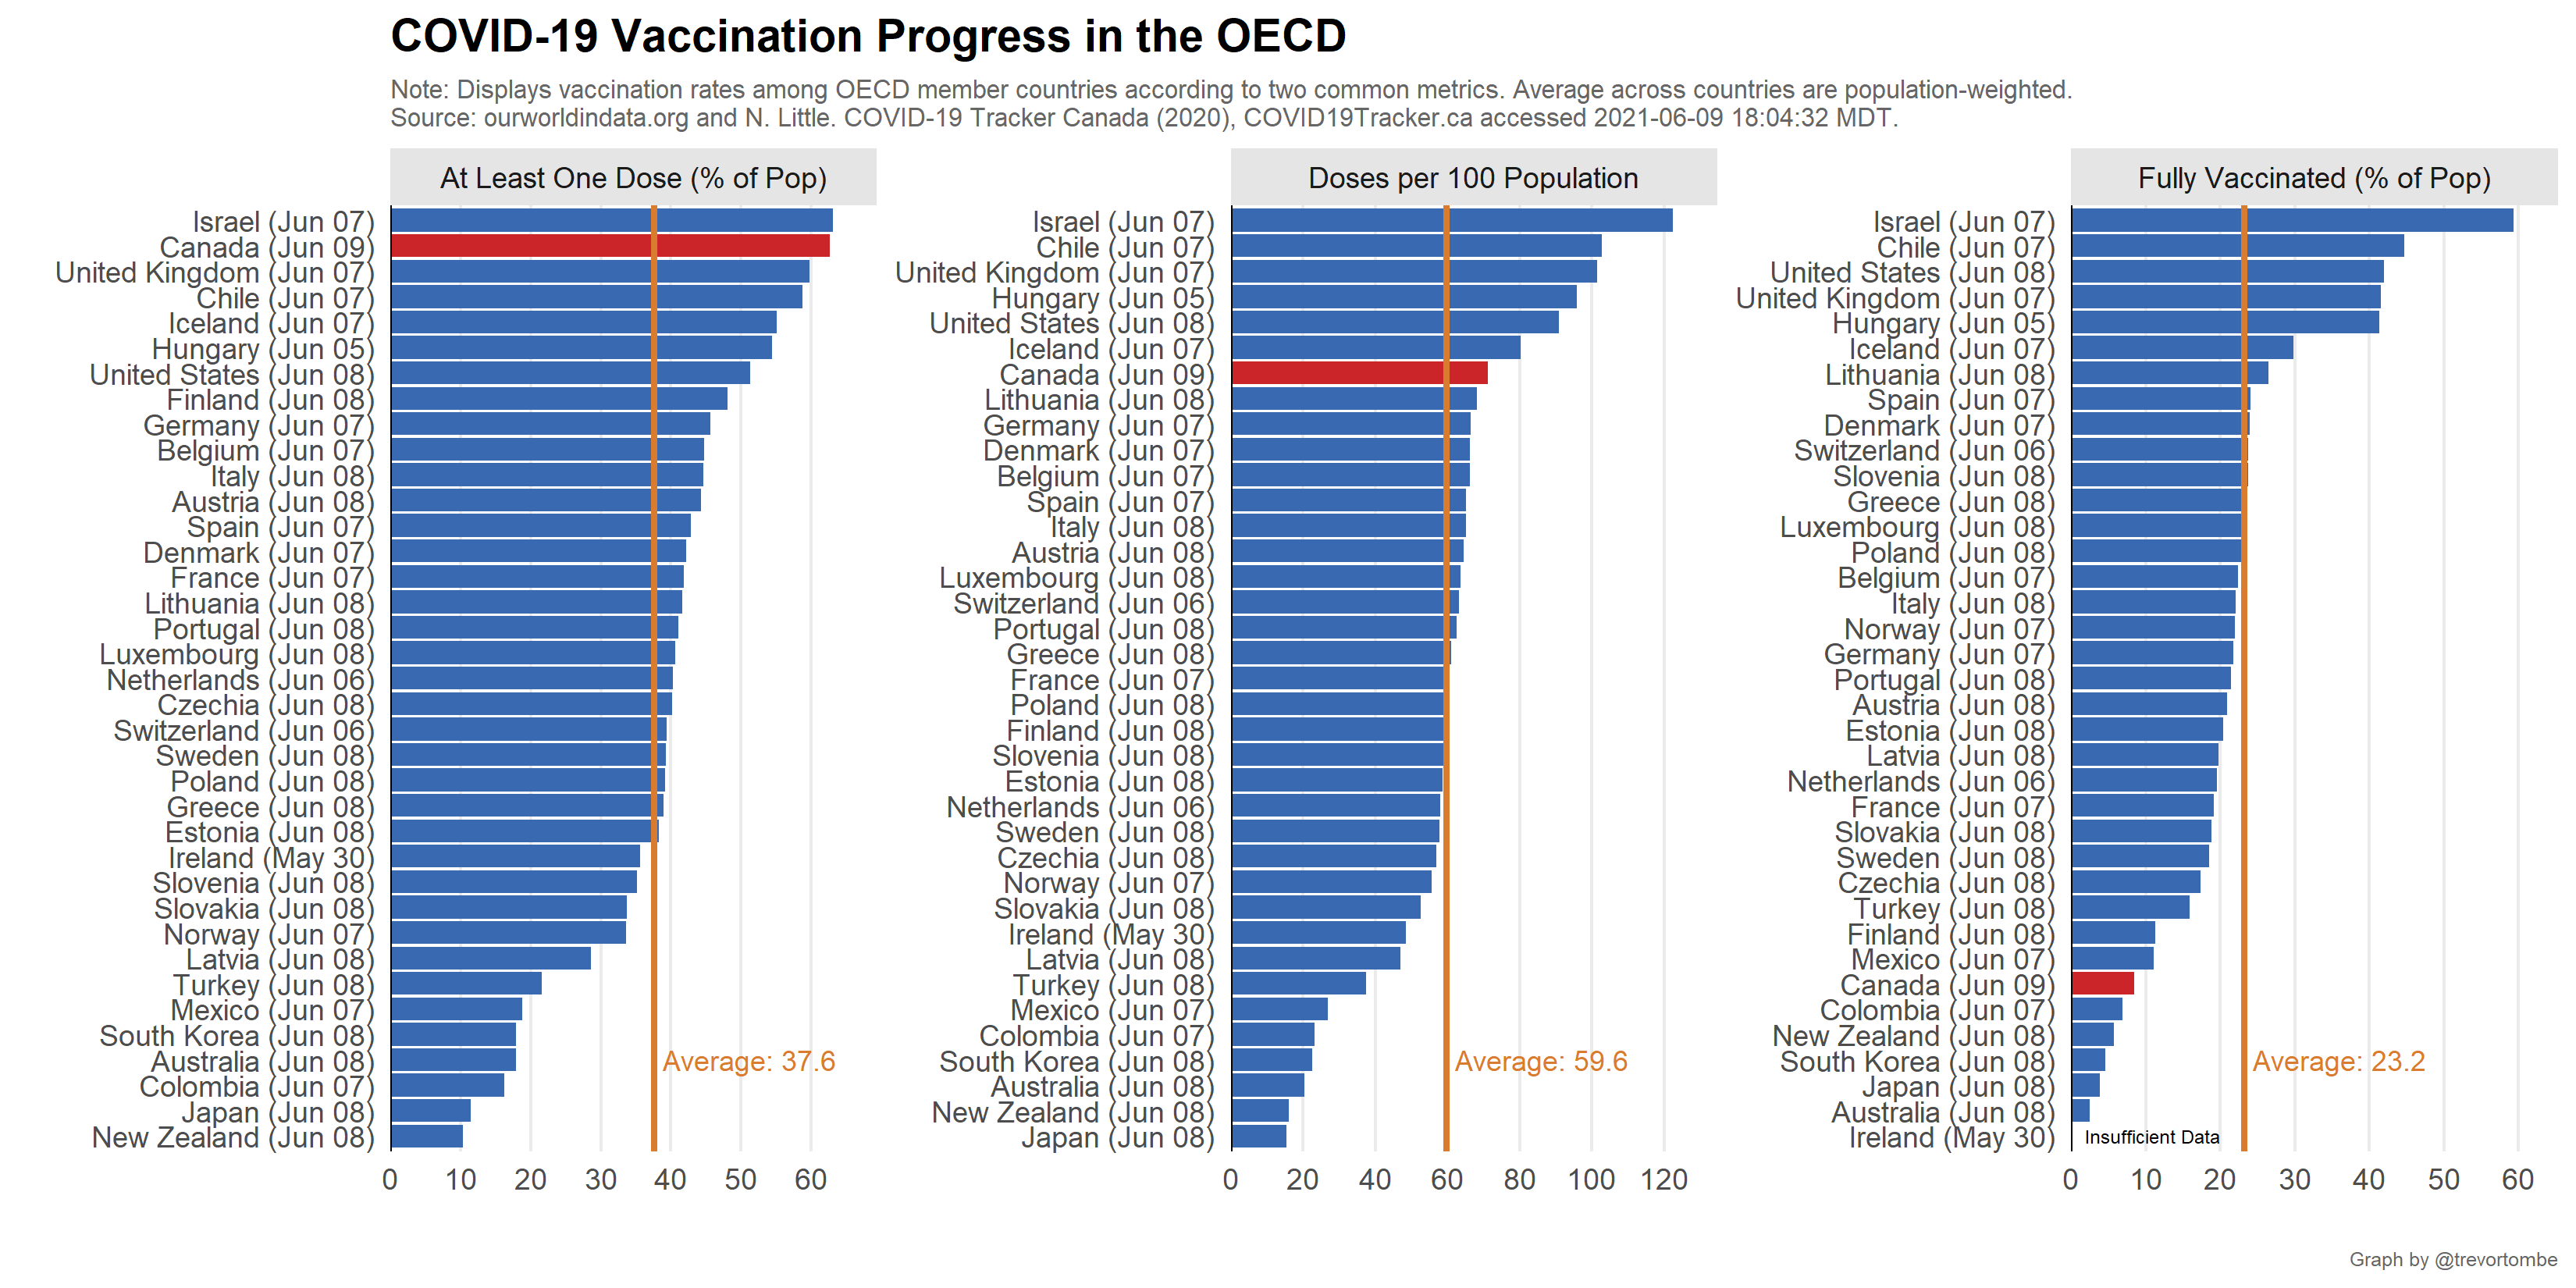 COVID-19 Vaccination Progress in the OECD
Note: Displays vaccination rates among OECD member countries according to two common metrics. Average across countries are population-weighted.
Source: ourworldindata.org and N. Little. COVID-19 Tracker Canada (2020), COVID19Tracker.ca accessed 2021-06-09 18:04:32 MDT.
At Least One Dose (% of Pop)
Israel (Jun 07)
Canada (Jun 09)
United Kingdom (Jun 07)
Chile (Jun 07)
Iceland (Jun 07)
Hungary (Jun 05)
United States (Jun 08)
Finland (Jun 08)
Germany (Jun 07)
Belgium (Jun 07)
Italy (Jun 08)
Austria (Jun 08)
Spain (Jun 07)
Denmark (Jun 07)
France (Jun 07)
Lithuania (Jun 08)
Portugal (Jun 08)
Luxembourg (Jun 08)
Netherlands (Jun 06)
Czechia (Jun 08)
Switzerland (Jun 06)
Sweden (Jun 08)
Poland (Jun 08)
Greece (Jun 08)
Estonia (Jun 08)
Ireland (May 30)
Slovenia (Jun 08)
Slovakia (Jun 08)
Norway (Jun 07)
Latvia (Jun 08)
Turkey (Jun 08)
Mexico (Jun 07)
South Korea (Jun 08)
Australia (Jun 08)
Colombia (Jun 07)
Japan (Jun 08)
New Zealand (Jun 08)
Average: 37.6
0 10 20 30 40 50 60
Doses per 100 Population
Israel (Jun 07)
Chile (Jun 07)
United Kingdom (Jun 07)
Hungary (Jun 05)
United States (Jun 08)
Iceland (Jun 07)
Canada (Jun 09)
Lithuania (Jun 08)
Germany (Jun 07)
Denmark (Jun 07)
Belgium (Jun 07)
Spain (Jun 07)
Italy (Jun 08)
Austria (Jun 08)
Luxembourg (Jun 08)
Switzerland (Jun 06)
Portugal (Jun 08)
Greece (Jun 08)
France (Jun 07)
Poland (Jun 08)
Finland (Jun 08)
Slovenia (Jun 08)
Estonia (Jun 08)
Netherlands (Jun 06)
Sweden (Jun 08)
Czechia (Jun 08)
Norway (Jun 07)
Slovakia (Jun 08)
Ireland (May 30)
Latvia (Jun 08)
Turkey (Jun 08)
Mexico (Jun 07)
Colombia (Jun 07)
South Korea (Jun 08)
Australia (Jun 08)
New Zealand (Jun 08)
Japan (Jun 08)
Average: 59.6
0 20 40 60 80 100 120
Fully Vaccinated (% of Pop)
Israel (Jun 07)
Chile (Jun 07)
United States (Jun 08)
United Kingdom (Jun 07)
Hungary (Jun 05)
Iceland (Jun 07)
Lithuania (Jun 08)
Spain (Jun 07)
Denmark (Jun 07)
Switzerland (Jun 06)
Slovenia (Jun 08)
Greece (Jun 08)
Luxembourg (Jun 08)
Poland (Jun 08)
Belgium (Jun 07)
Italy (Jun 08)
Norway (Jun 07)
Germany (Jun 07)
Portugal (Jun 08)
Austria (Jun 08)
Estonia (Jun 08)
Latvia (Jun 08)
Netherlands (Jun 06)
France (Jun 07)
Slovakia (Jun 08)
Sweden (Jun 08)
Czechia (Jun 08)
Turkey (Jun 08)
Finland (Jun 08)
Mexico (Jun 07)
Canada (Jun 09)
Colombia (Jun 07)
New Zealand (Jun 08)
South Korea (Jun 08)
Japan (Jun 08)
Australia (Jun 08)
Ireland (May 30)
Average: 23.2
Insufficient Data
0 10 20 30 40 50 60
Graph by @trevortombe